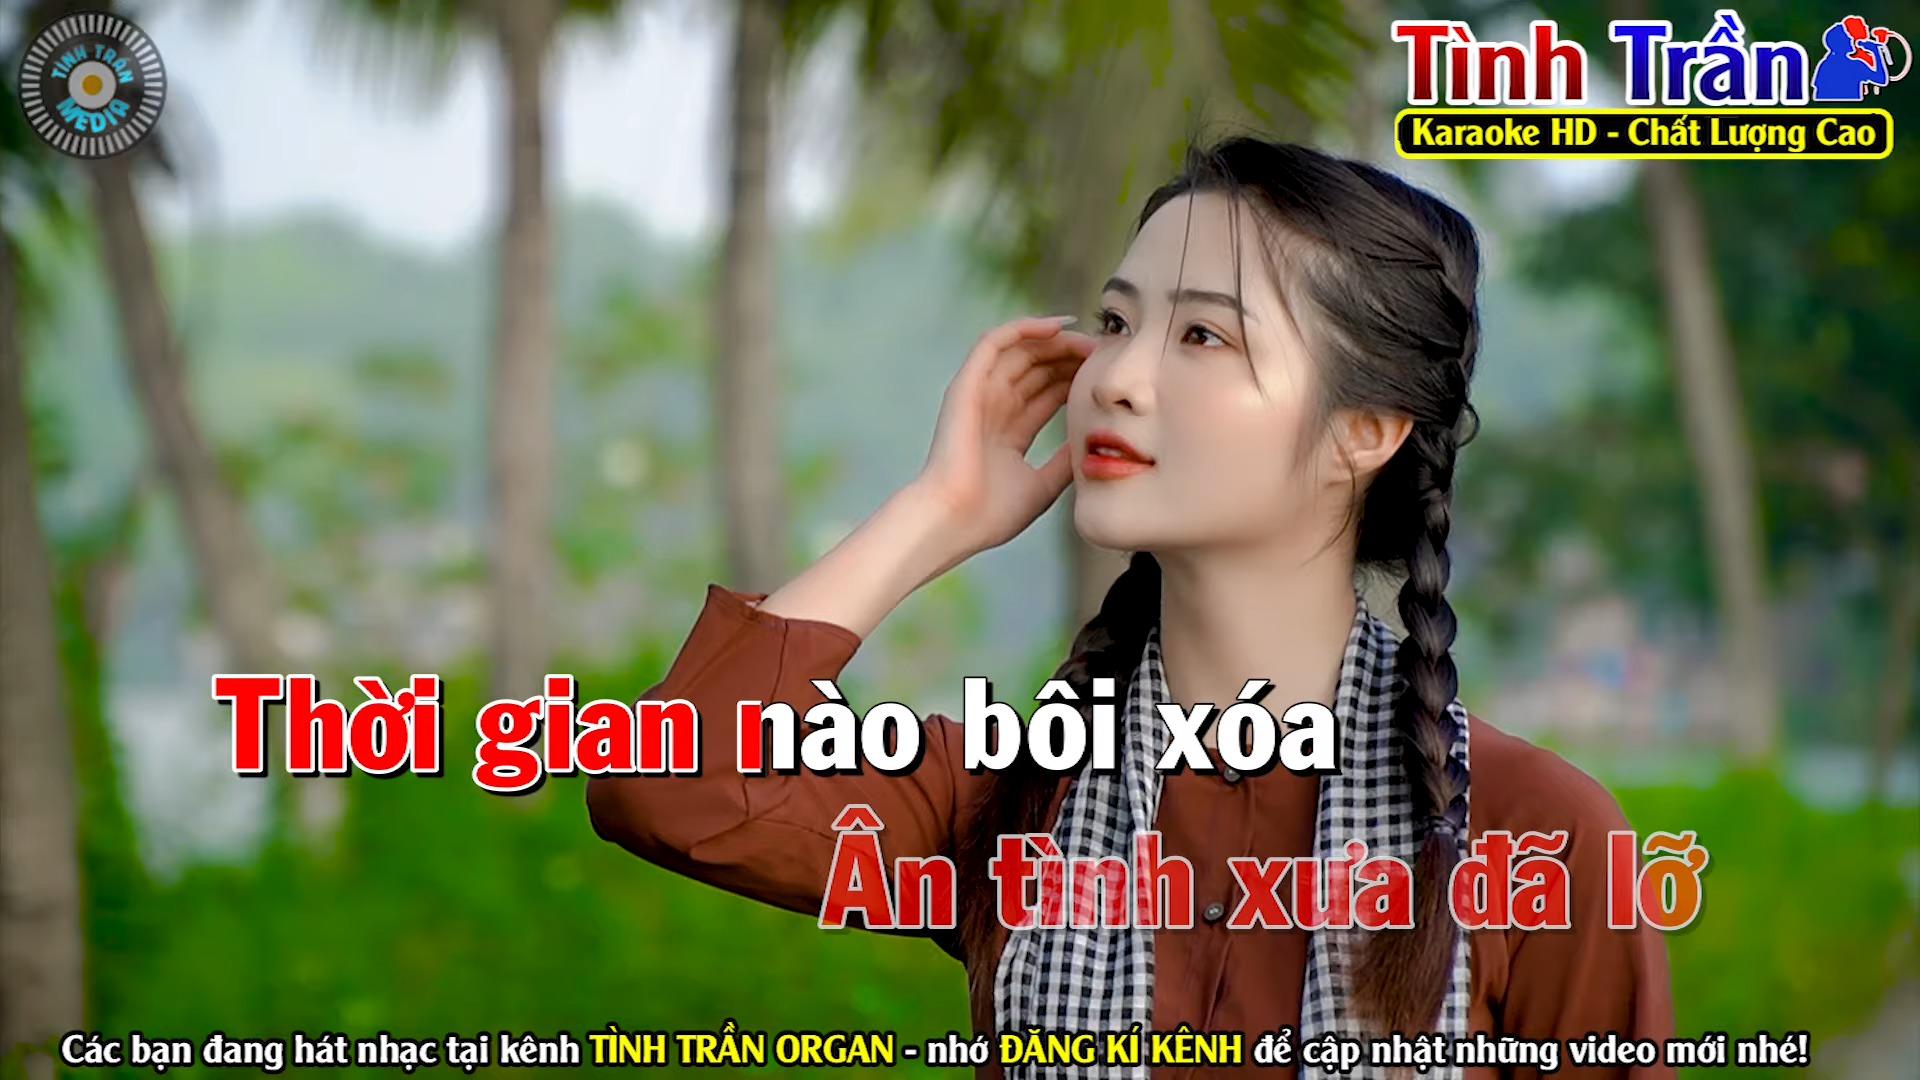 TÌNH TRẦN
MEDIA
Tình Trần
Karaoke HD - Chất Lượng Cao
Thời gian nào bôi xóa
Ân tình xưa đã lỡ
Các bạn đang hát nhạc tại kênh TÌNH TRẦN ORGAN - nhớ ĐĂNG KÍ KÊNH để cập nhật những video mới nhé!